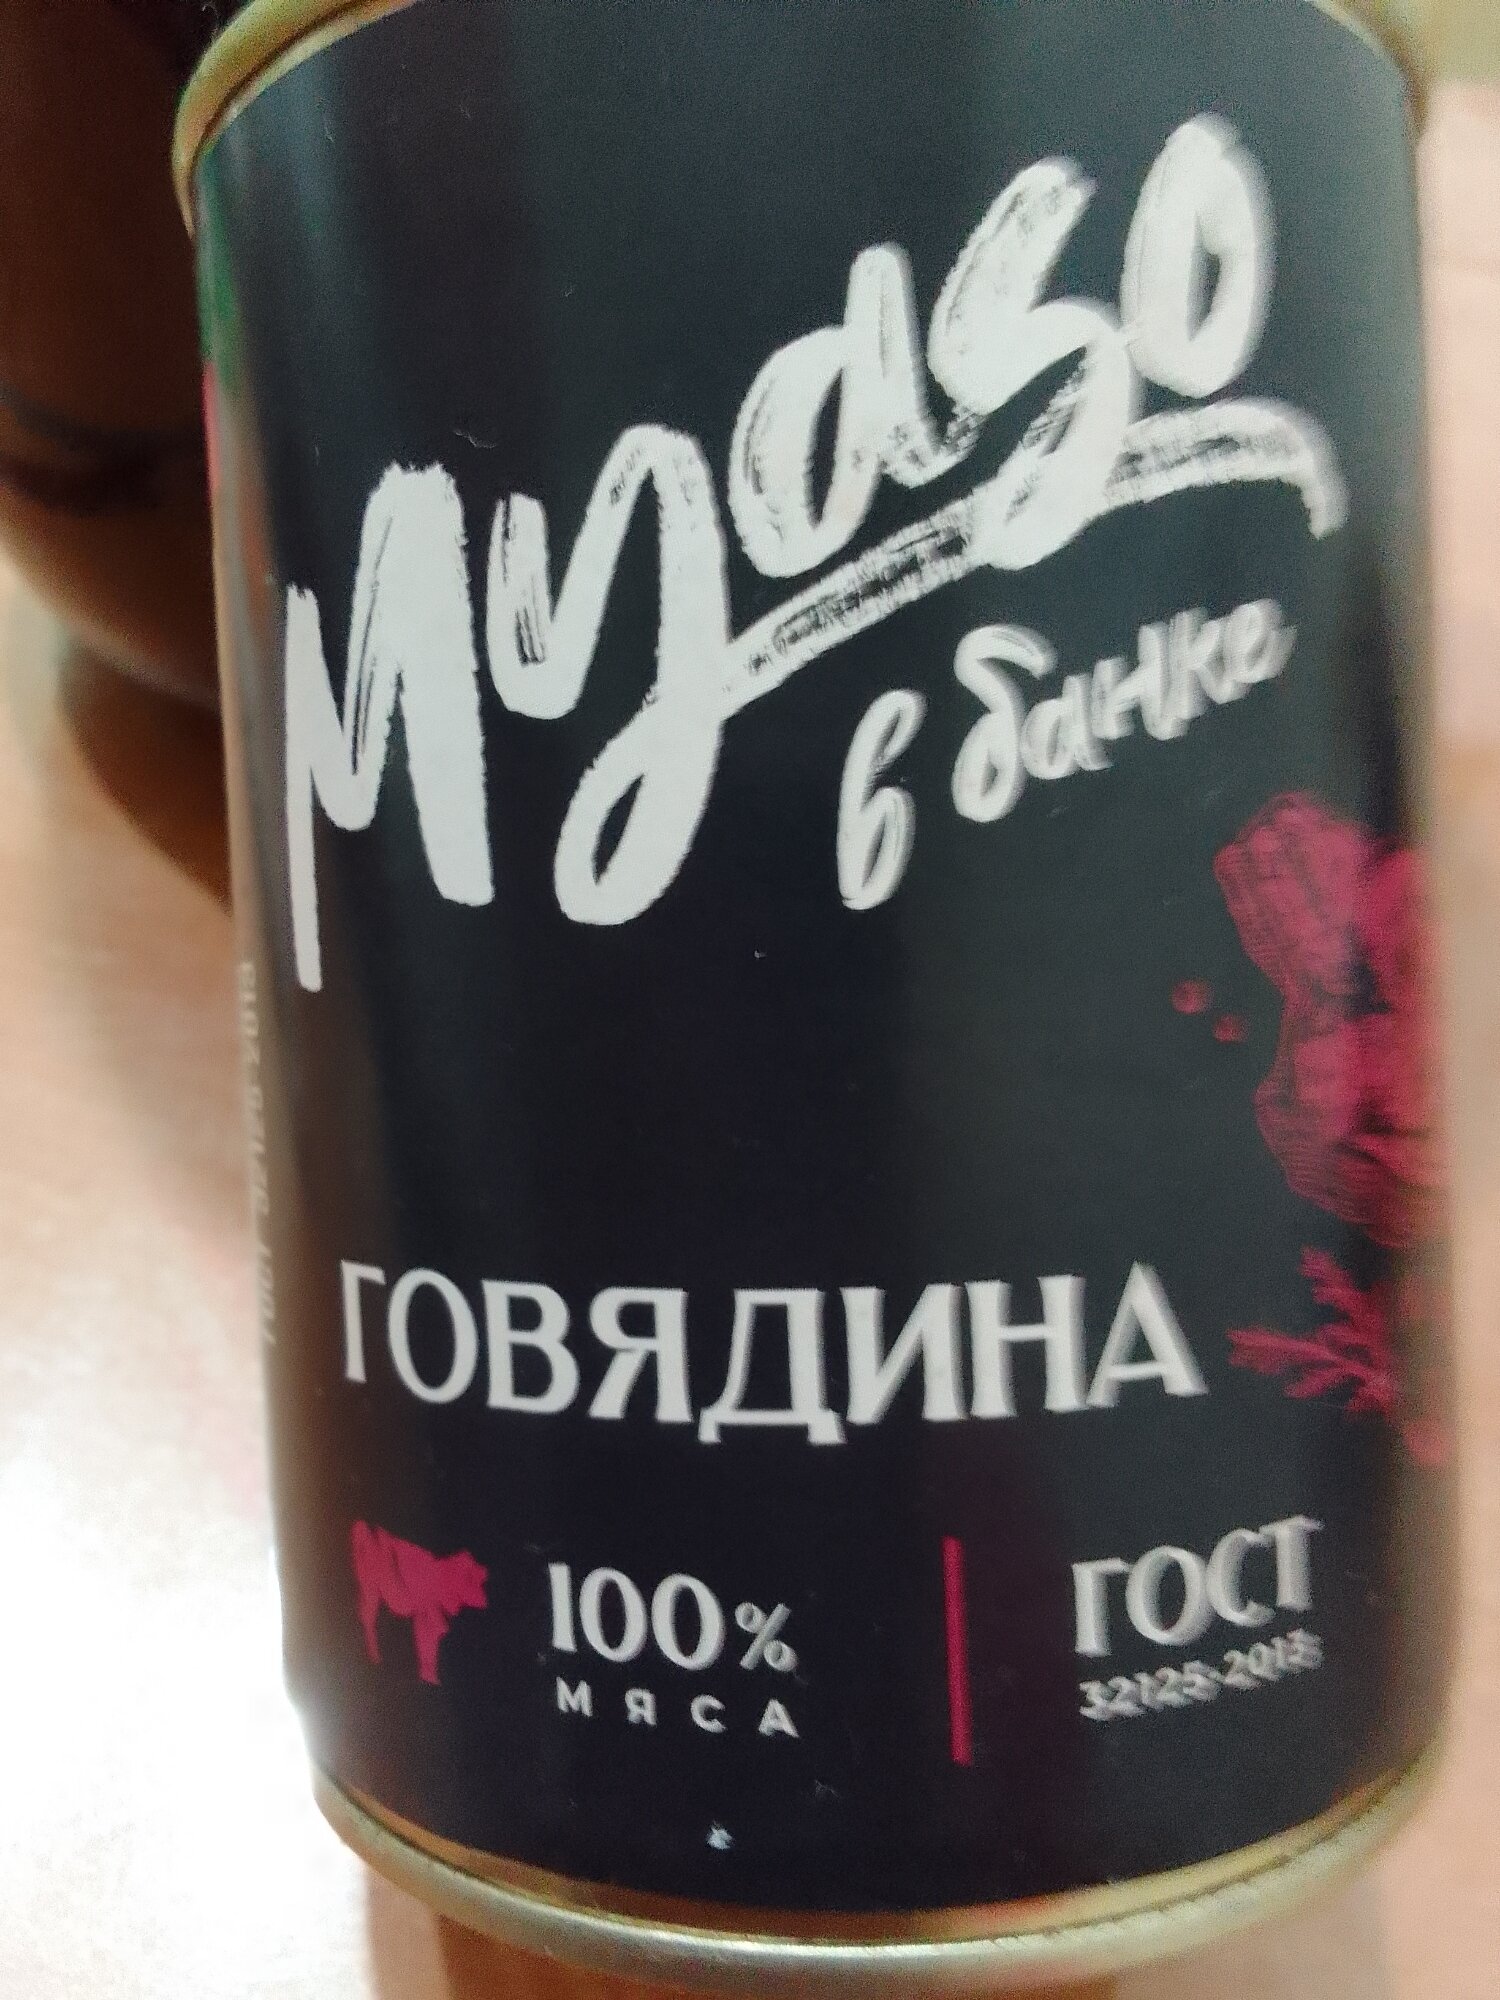 Myaso
в банке
ГОВЯДИНА
100%
МЯСА
ГОСТ
32125-2013